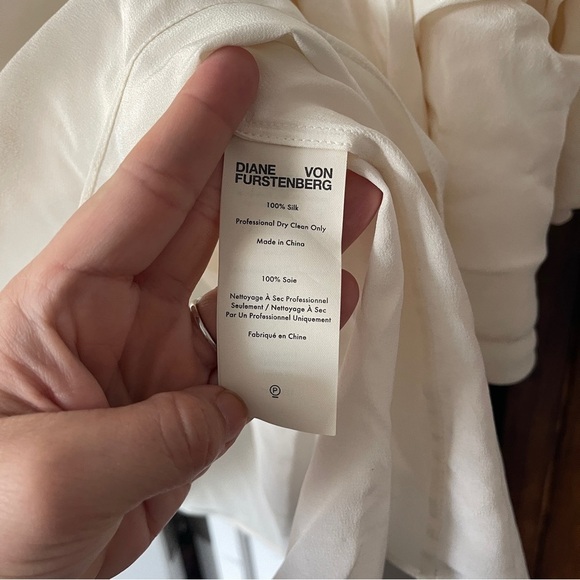 DIANE VON
FURSTENBERG
100% Silk
Professional Dry Clean Only
Made in China
100% Soie
Nettoyage À Sec Professionnel
Seulement / Nettoyage À Sec
Par Un Professionnel Uniquement
Fabriqué en Chine
P